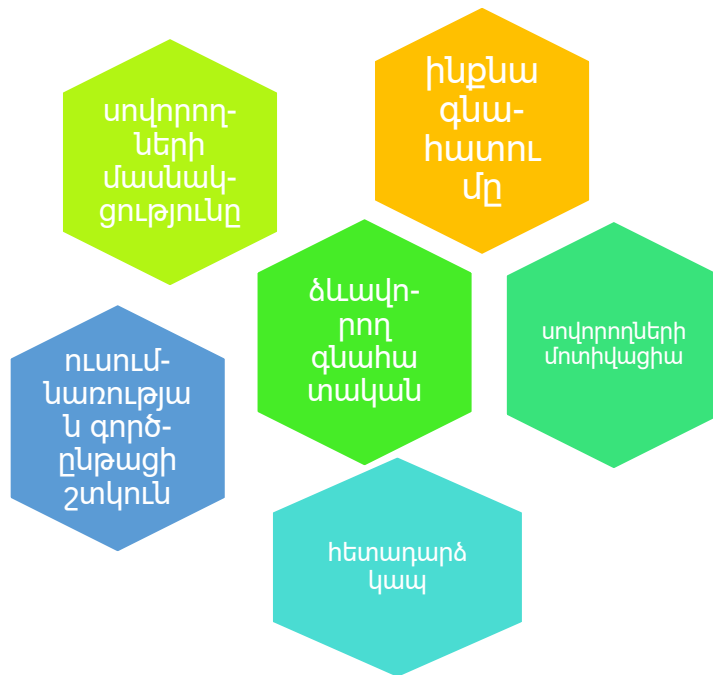 սովորող-
ների
մասնակ-
ցությունը
ինքնա
գնա-
հատու
մը
ձևավո-
րող
գնահա
տական
սովորողների
մոտիվացիա
ուսում-
նառությա
ն գործ-
ընթացի
շտկուն
հետադարձ
կապ